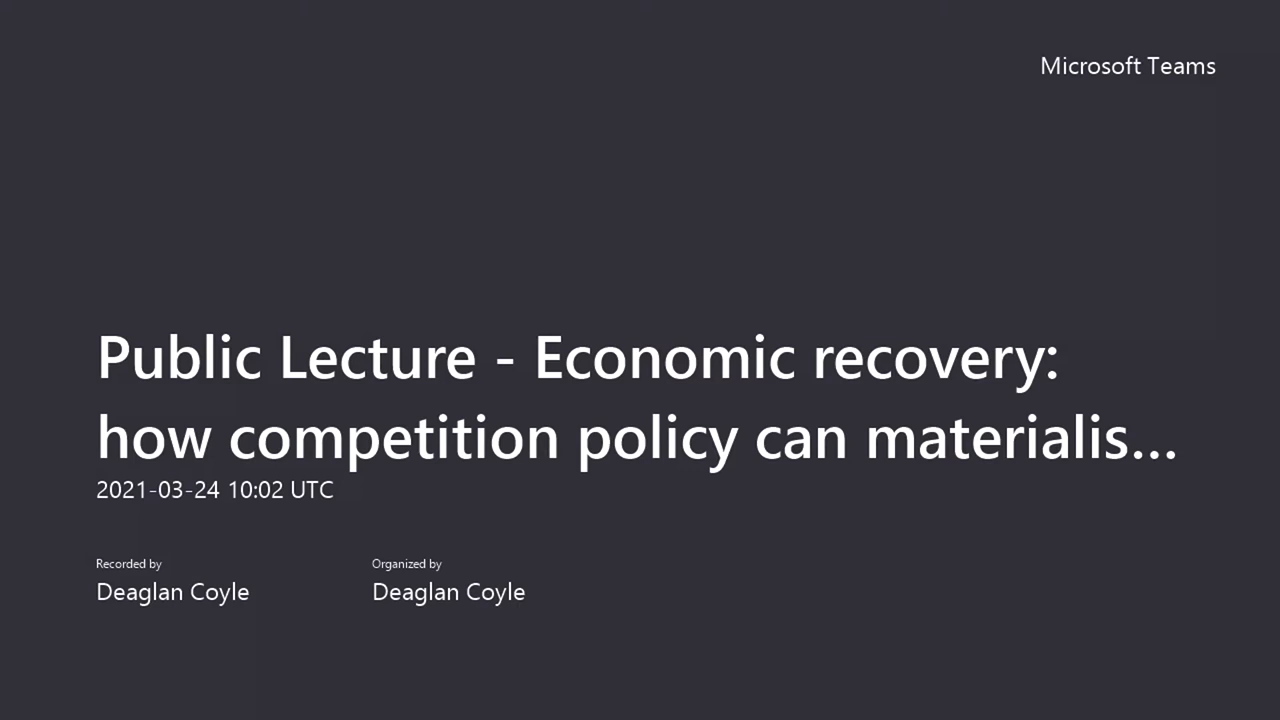 Microsoft Teams
Public Lecture - Economic recovery:
how competition policy can materialis...
2021-03-24 10:02 UTC
Recorded by
Deaglan Coyle
Organized by
Deaglan Coyle